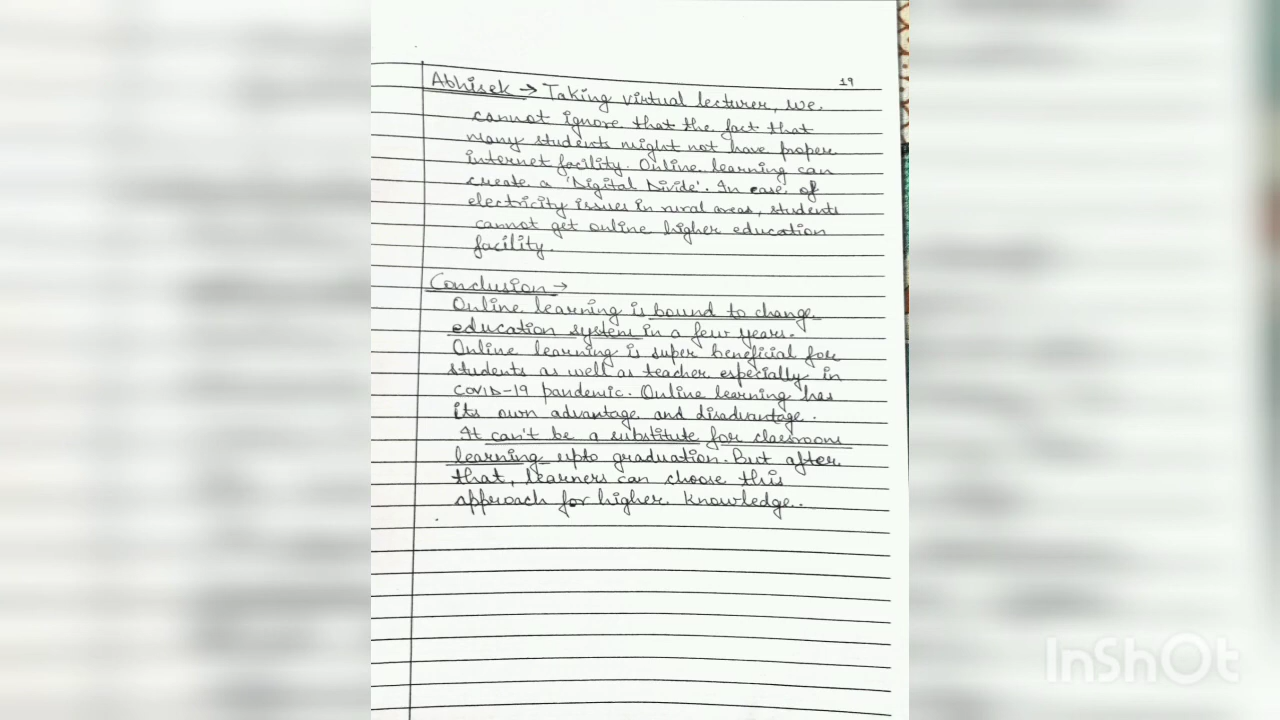 19
Abhisek → Taking virtual lecturer, we
cannot ignore that the fact that
many students might not have proper
internet facility. Online learning can
create a 'Digital Divide'. In case of
electricity issues in rural areas, students
cannot get online higher education
facility.
Conclusion →
Online learning is bound to change
education system in a few years.
Online learning is super beneficial for
students as well as teacher especially in
COVID-19 pandemic. Online learning has
its own advantage and disadvantage.
It can't be a substitute for classroom
learning upto graduation. But after
that, learners can choose this
approach for higher knowledge.
InShOt